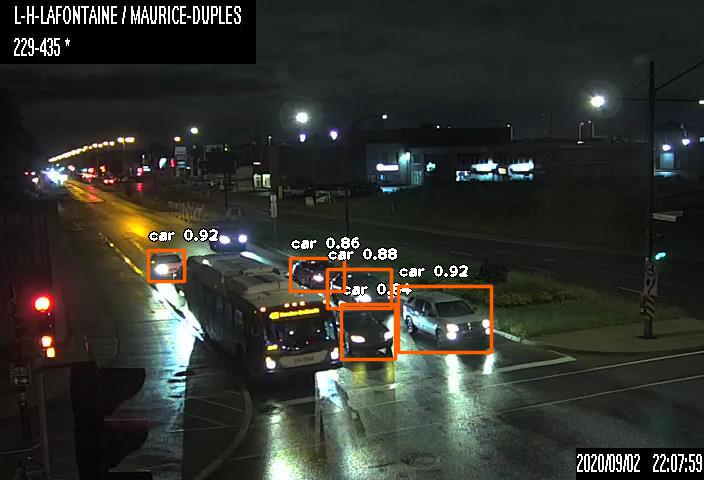 L-H-LAFONTAINE / MAURICE-DUPLES
229-435 *
car 0.92
car 0.86
car 0.88
car 0.92
2020/09/02 22:07:59